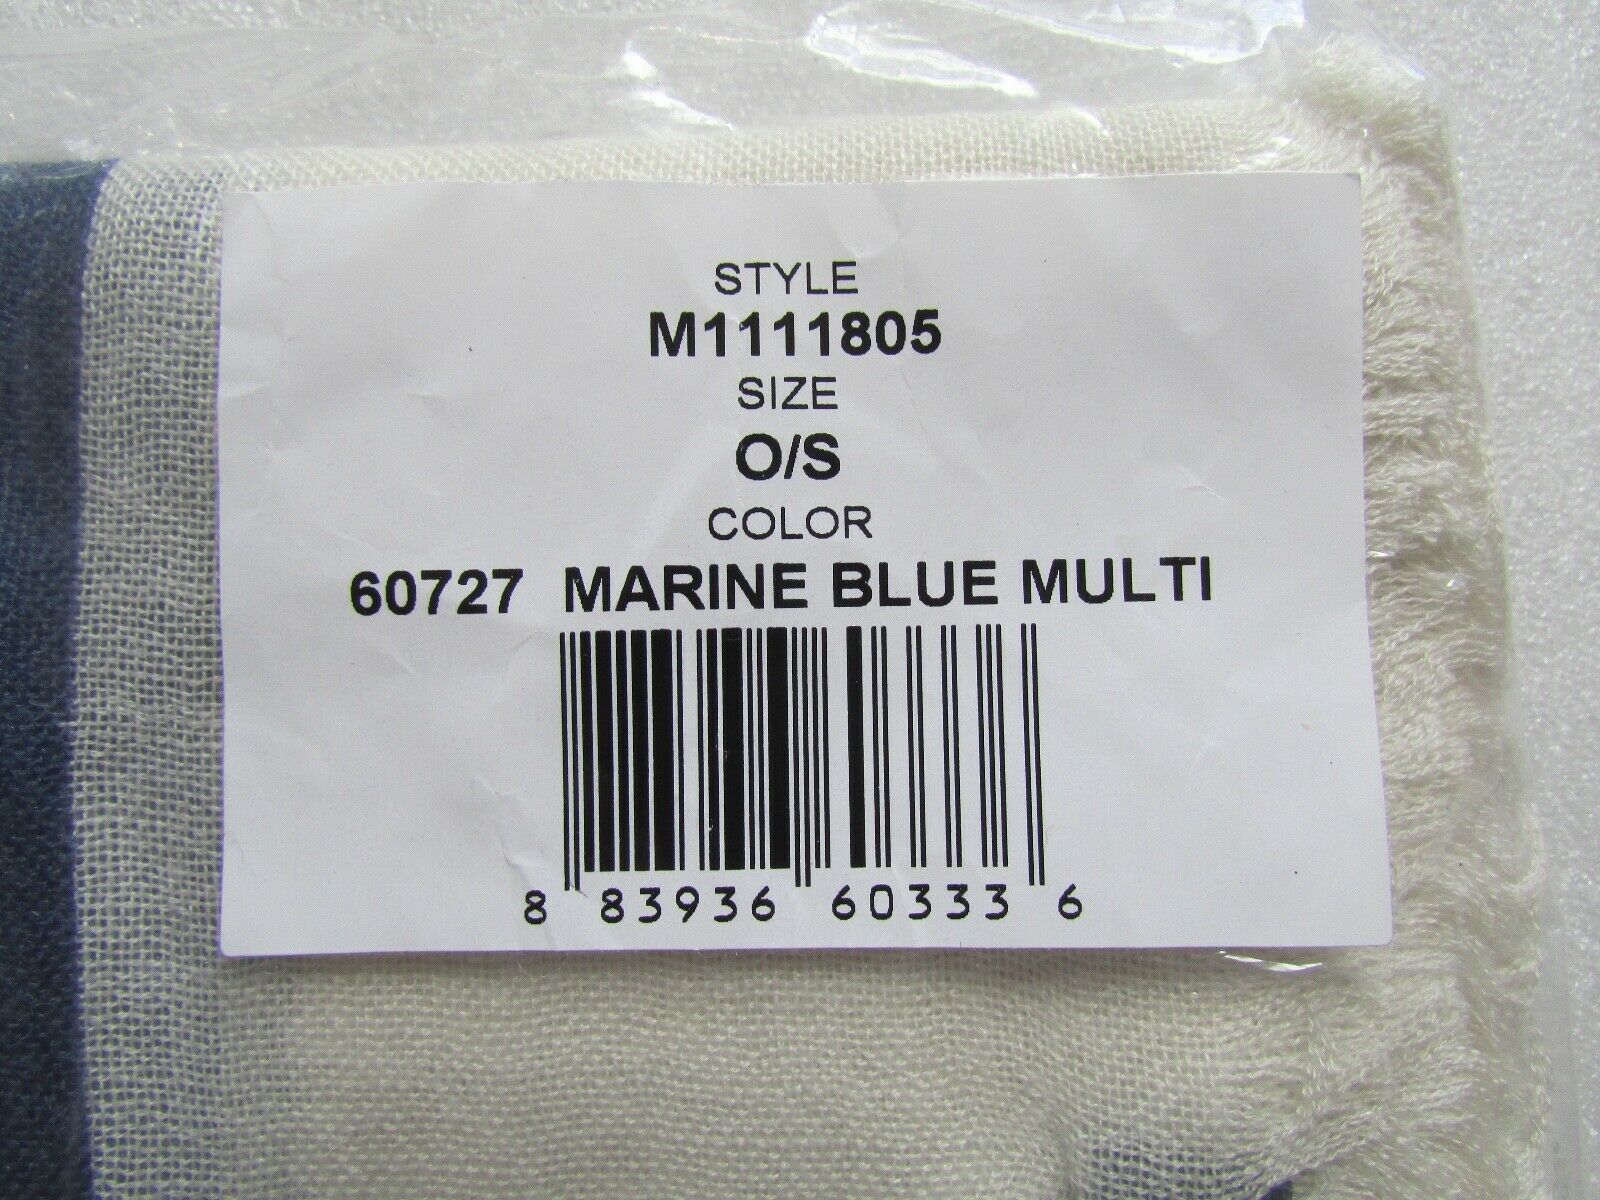 STYLE
M1111805
SIZE
O/S
COLOR
60727 MARINE BLUE MULTI
8 83936 60333 6